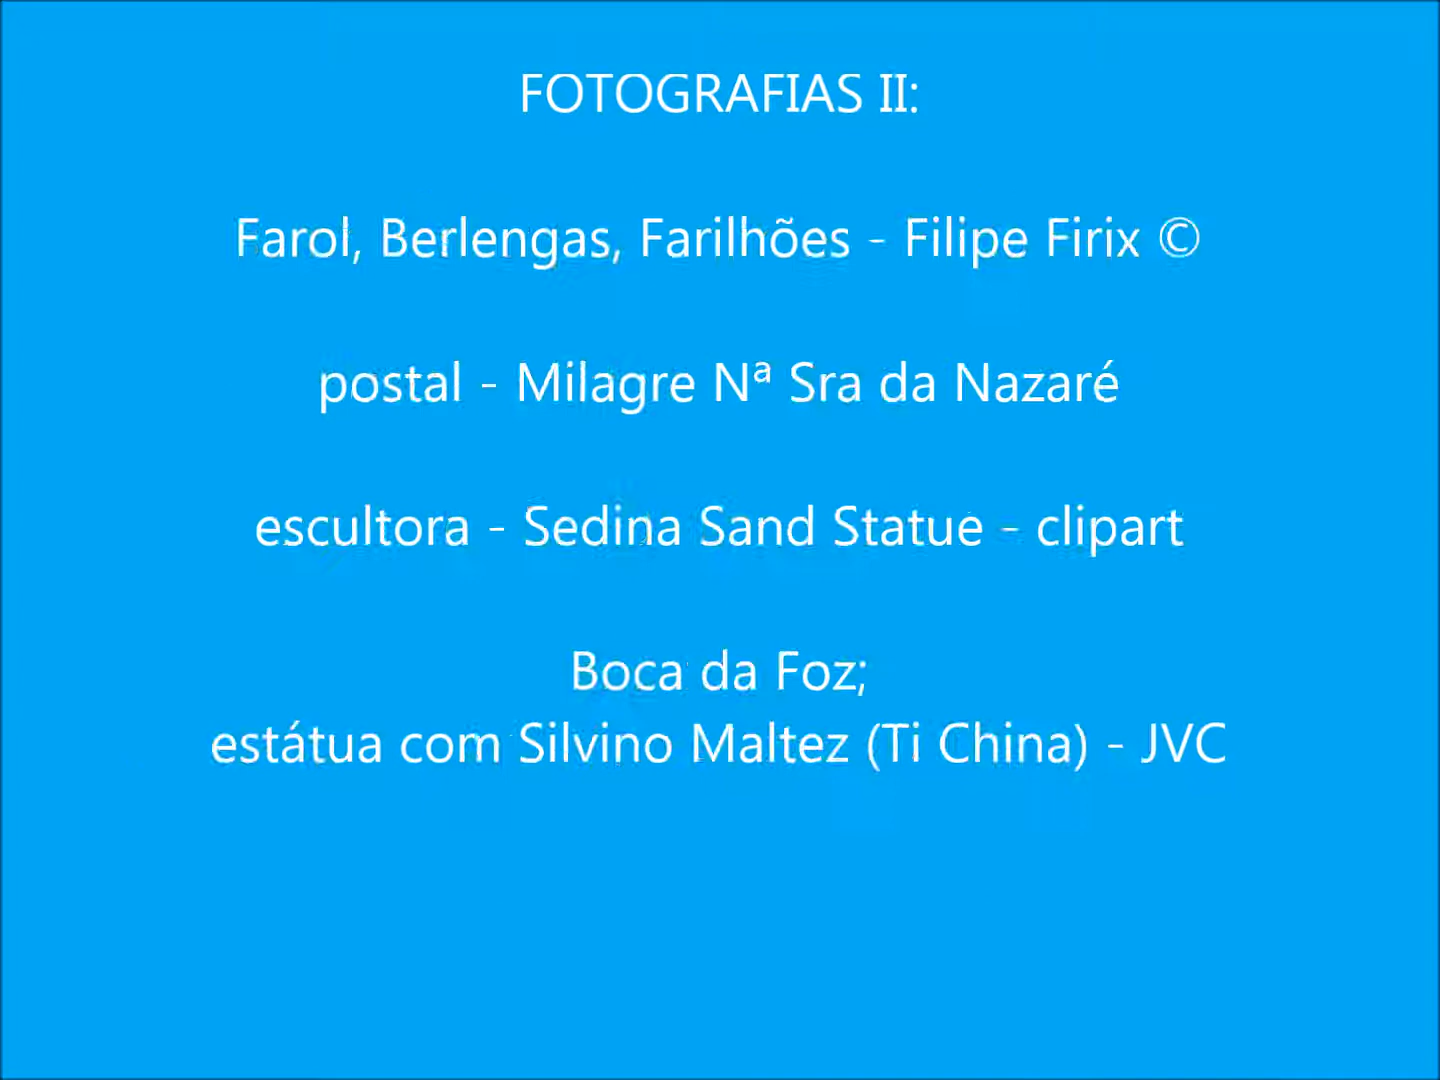 FOTOGRAFIAS II:
Farol, Berlengas, Farilhões - Filipe Firix ©
postal - Milagre Nª Sra da Nazaré
escultora - Sedina Sand Statue - clipart
Boca da Foz;
estátua com Silvino Maltez (Ti China) - JVC